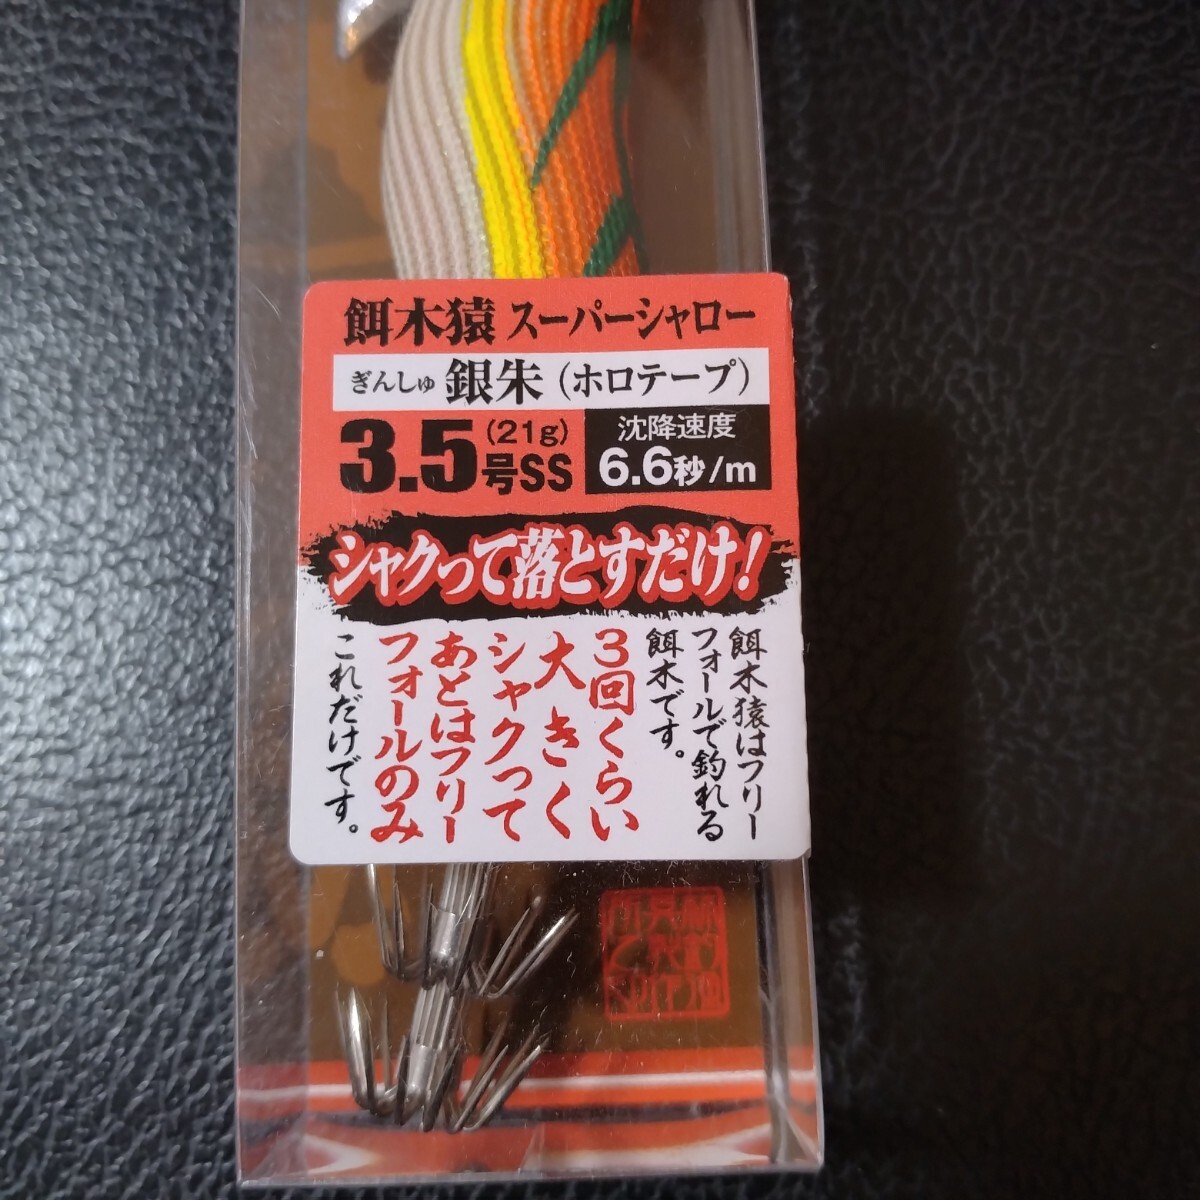 餌木猿 スーパーシャロー
ぎんしゅ 銀朱 (ホロテープ)
3.5号SS (21g)
沈降速度
6.6秒/m
シャクって落とすだけ!
餌木猿はフリー
フォールで釣れる
餌木です。
3回くらい
大きく
シャクって
あとはフリー
フォールのみ
これだけです。